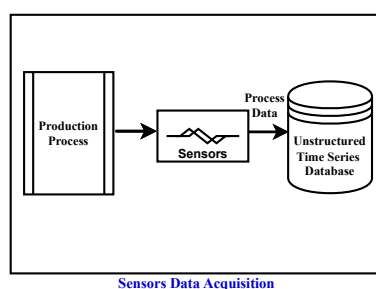 Production
Process
Sensors
Process
Data
Unstructured
Time Series
Database
Sensors Data Acquisition